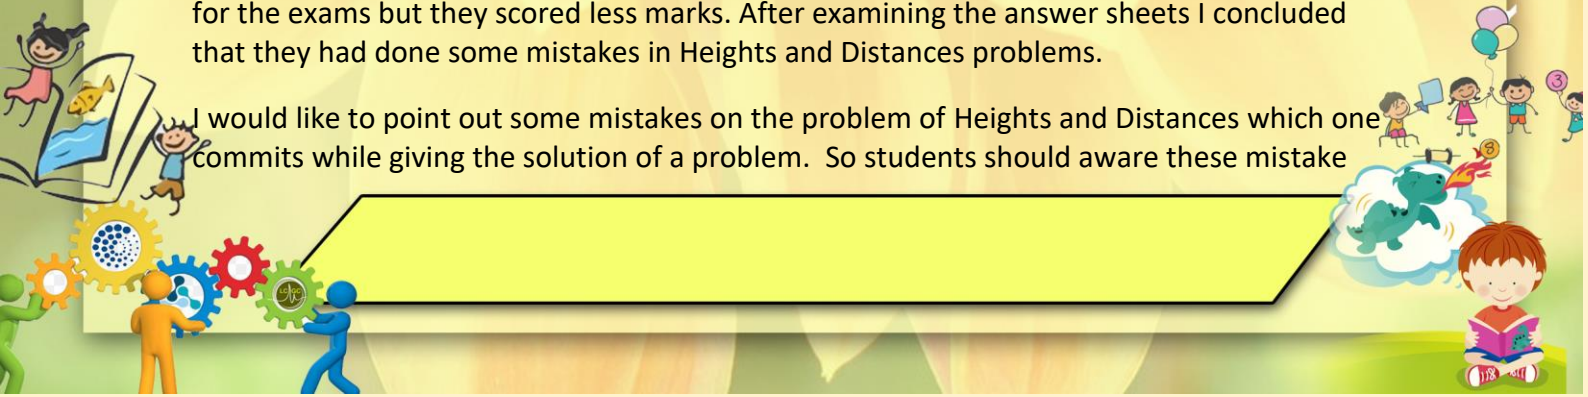 for the exams but they scored less marks. After examining the answer sheets I concluded
that they had done some mistakes in Heights and Distances problems.
I would like to point out some mistakes on the problem of Heights and Distances which one
commits while giving the solution of a problem.  So students should aware these mistake
3
8